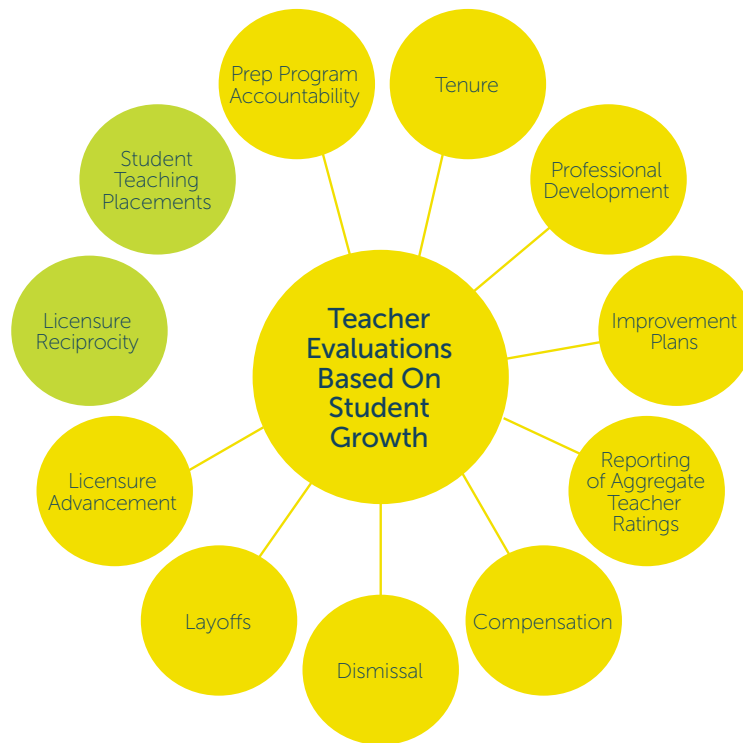 Prep Program
Accountability
Tenure
Student
Teaching
Placements
Professional
Development
Licensure
Reciprocity
Teacher
Evaluations
Based On
Student
Growth
Improvement
Plans
Licensure
Advancement
Reporting
of Aggregate
Teacher
Ratings
Layoffs
Compensation
Dismissal